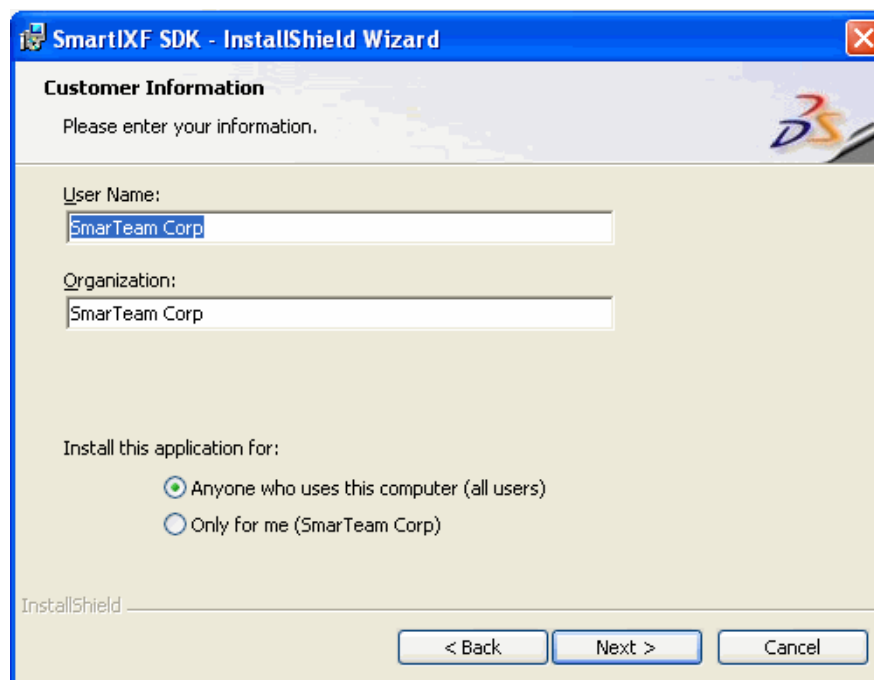 SmartIXF SDK - InstallShield Wizard
Customer Information
Please enter your information.
DS
User Name:
SmarTeam Corp
Organization:
SmarTeam Corp
Install this application for:
Anyone who uses this computer (all users)
Only for me (SmarTeam Corp)
InstallShield
< Back Next > Cancel